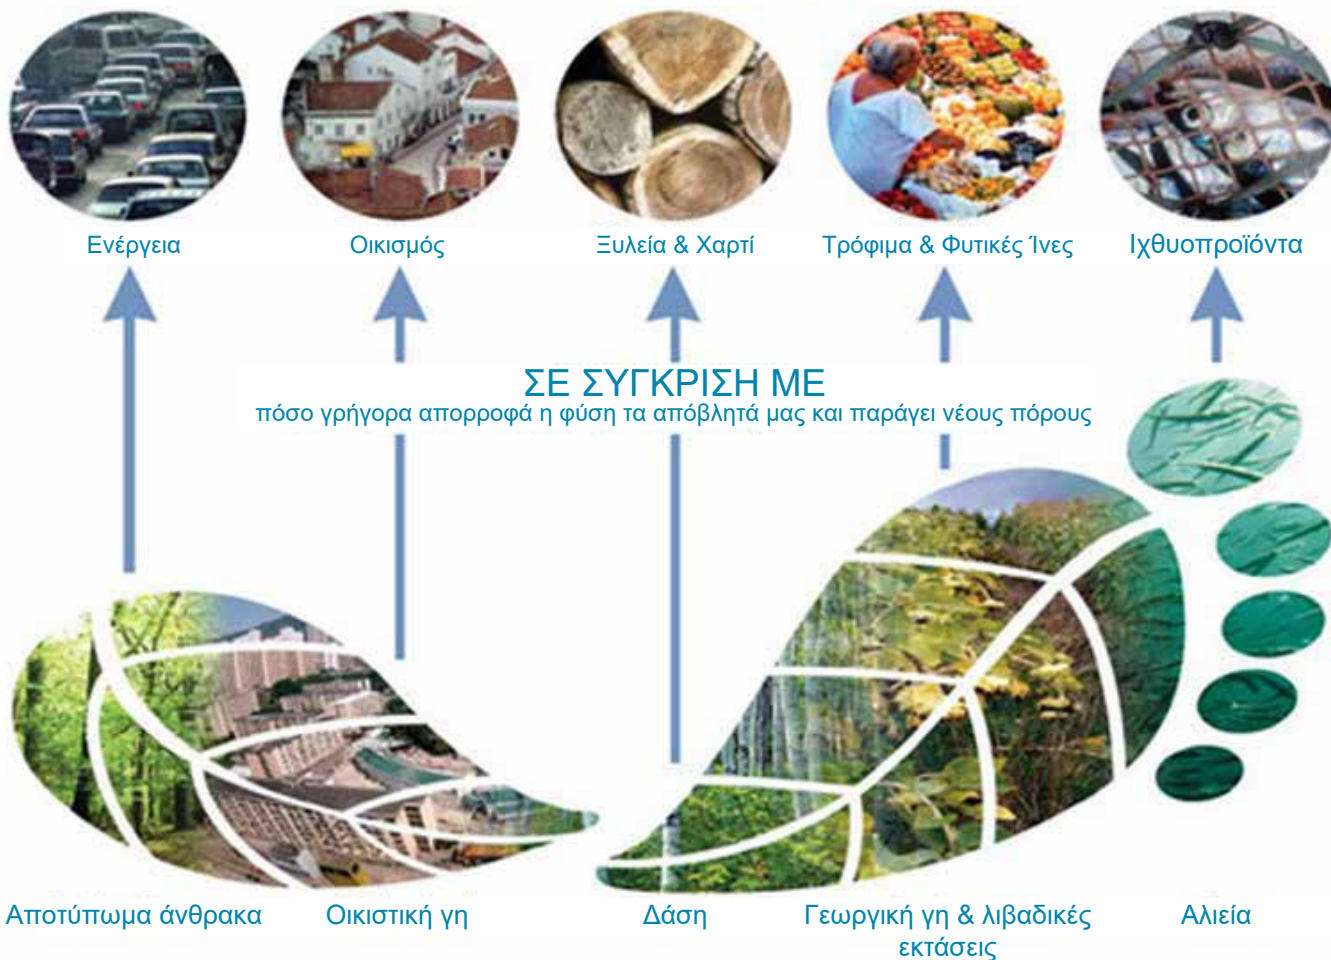 Ενέργεια
Οικισμός
Ξυλεία & Χαρτί
Τρόφιμα & Φυτικές Ίνες
Ιχθυοπροϊόντα
ΣΕ ΣΥΓΚΡΙΣΗ ΜΕ
πόσο γρήγορα απορροφά η φύση τα απόβλητά μας και παράγει νέους πόρους
Αποτύπωμα άνθρακα
Οικιστική γη
Δάση
Γεωργική γη & λιβαδικές
εκτάσεις
Αλιεία